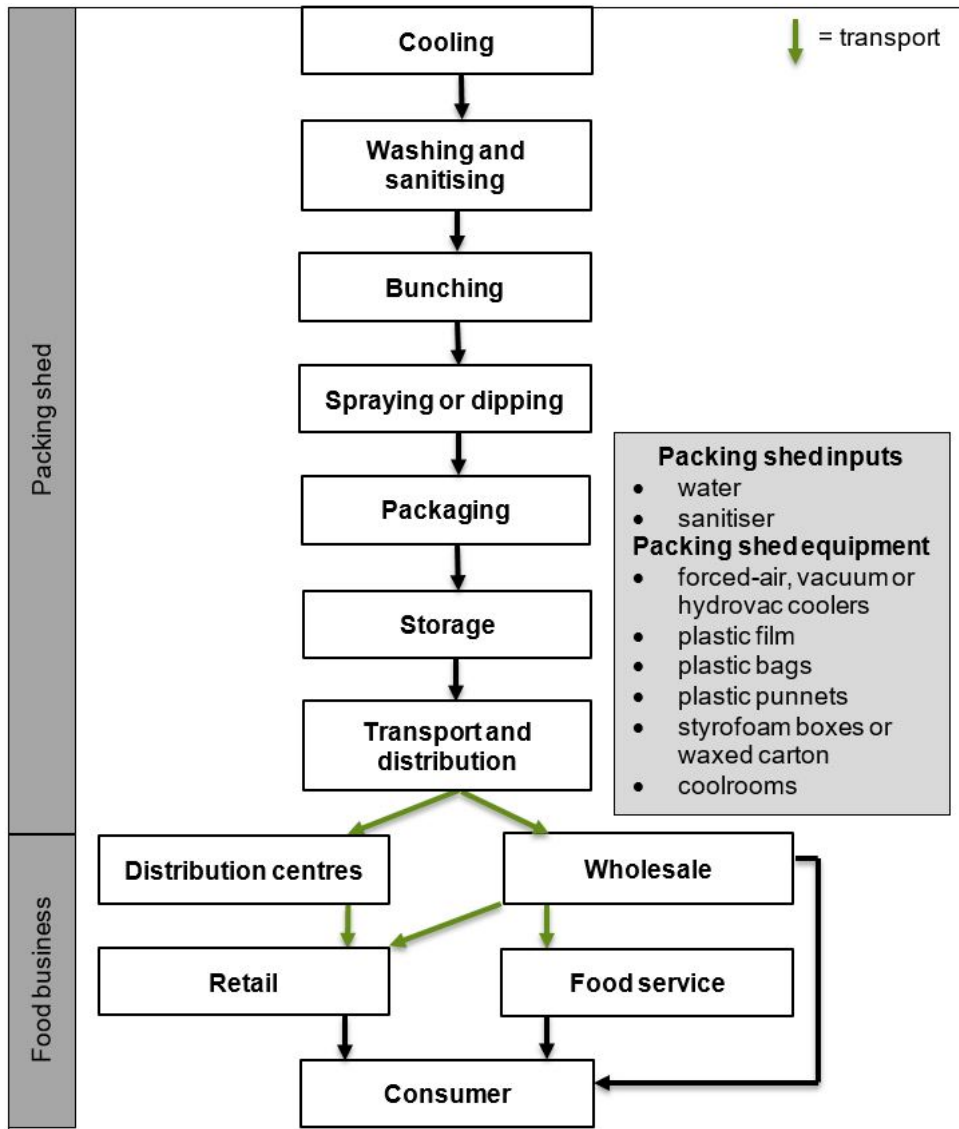 Cooling
= transport
Washing and
sanitising
Bunching
Spraying or dipping
Packaging
Storage
Transport and
distribution
Packing shed
Packing shed inputs
• water
• sanitiser
Packing shed equipment
• forced-air, vacuum or
hydrovac coolers
• plastic film
• plastic bags
• plastic punnets
• styrofoam boxes or
waxed carton
• coolrooms
Distribution centres
Wholesale
Retail
Food service
Consumer
Food business